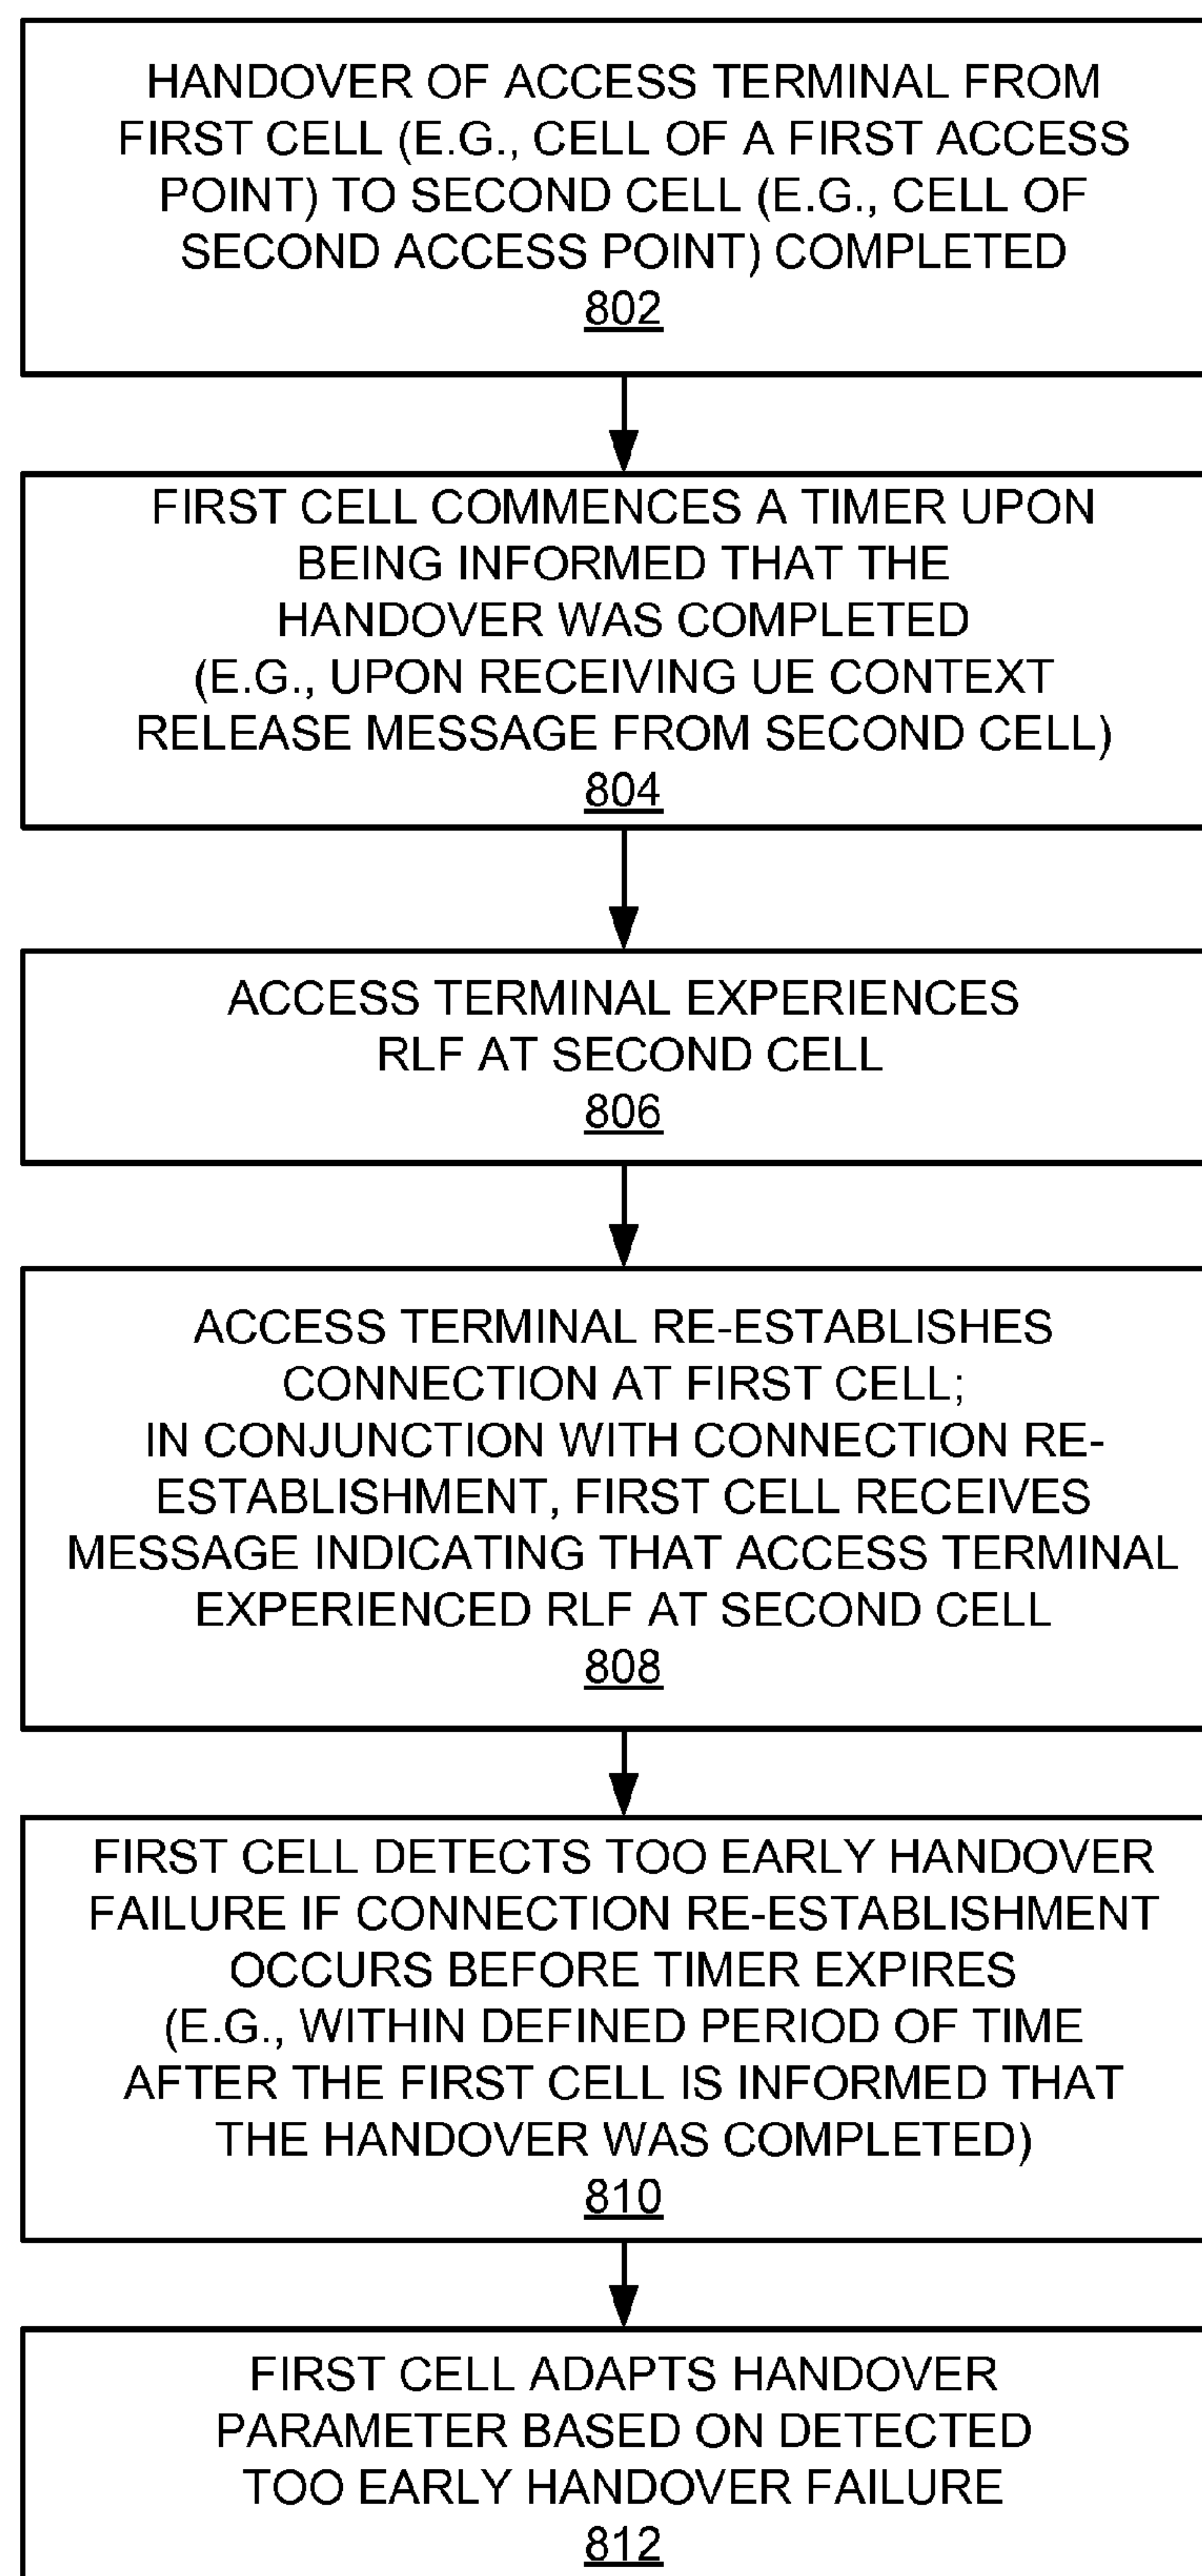 HANDOVER OF ACCESS TERMINAL FROM
FIRST CELL (E.G., CELL OF A FIRST ACCESS
POINT) TO SECOND CELL (E.G., CELL OF
SECOND ACCESS POINT) COMPLETED
802
FIRST CELL COMMENCES A TIMER UPON
BEING INFORMED THAT THE
HANDOVER WAS COMPLETED
(E.G., UPON RECEIVING UE CONTEXT
RELEASE MESSAGE FROM SECOND CELL)
804
ACCESS TERMINAL EXPERIENCES
RLF AT SECOND CELL
806
ACCESS TERMINAL RE-ESTABLISHES
CONNECTION AT FIRST CELL;
IN CONJUNCTION WITH CONNECTION RE-
ESTABLISHMENT, FIRST CELL RECEIVES
MESSAGE INDICATING THAT ACCESS TERMINAL
EXPERIENCED RLF AT SECOND CELL
808
FIRST CELL DETECTS TOO EARLY HANDOVER
FAILURE IF CONNECTION RE-ESTABLISHMENT
OCCURS BEFORE TIMER EXPIRES
(E.G., WITHIN DEFINED PERIOD OF TIME
AFTER THE FIRST CELL IS INFORMED THAT
THE HANDOVER WAS COMPLETED)
810
FIRST CELL ADAPTS HANDOVER
PARAMETER BASED ON DETECTED
TOO EARLY HANDOVER FAILURE
812